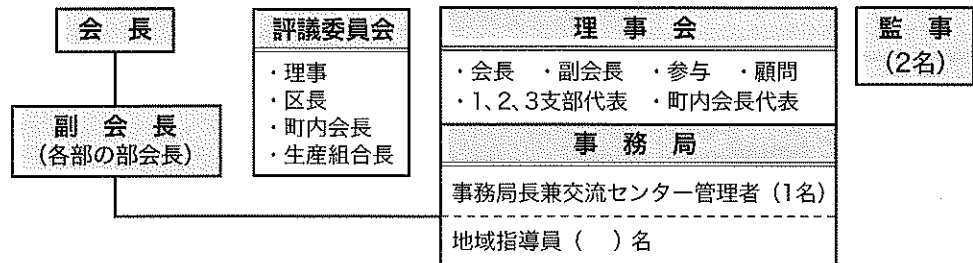 会　長
副　会　長
(各部の部会長)
評議委員会
・理事
・区長
・町内会長
・生産組合長
理　事　会
・会長　・副会長　・参与　・顧問
・1、2、3支部代表　・町内会長代表
事　務　局
事務局長兼交流センター管理者（1名）
地域指導員（　）名
監　事
(2名)